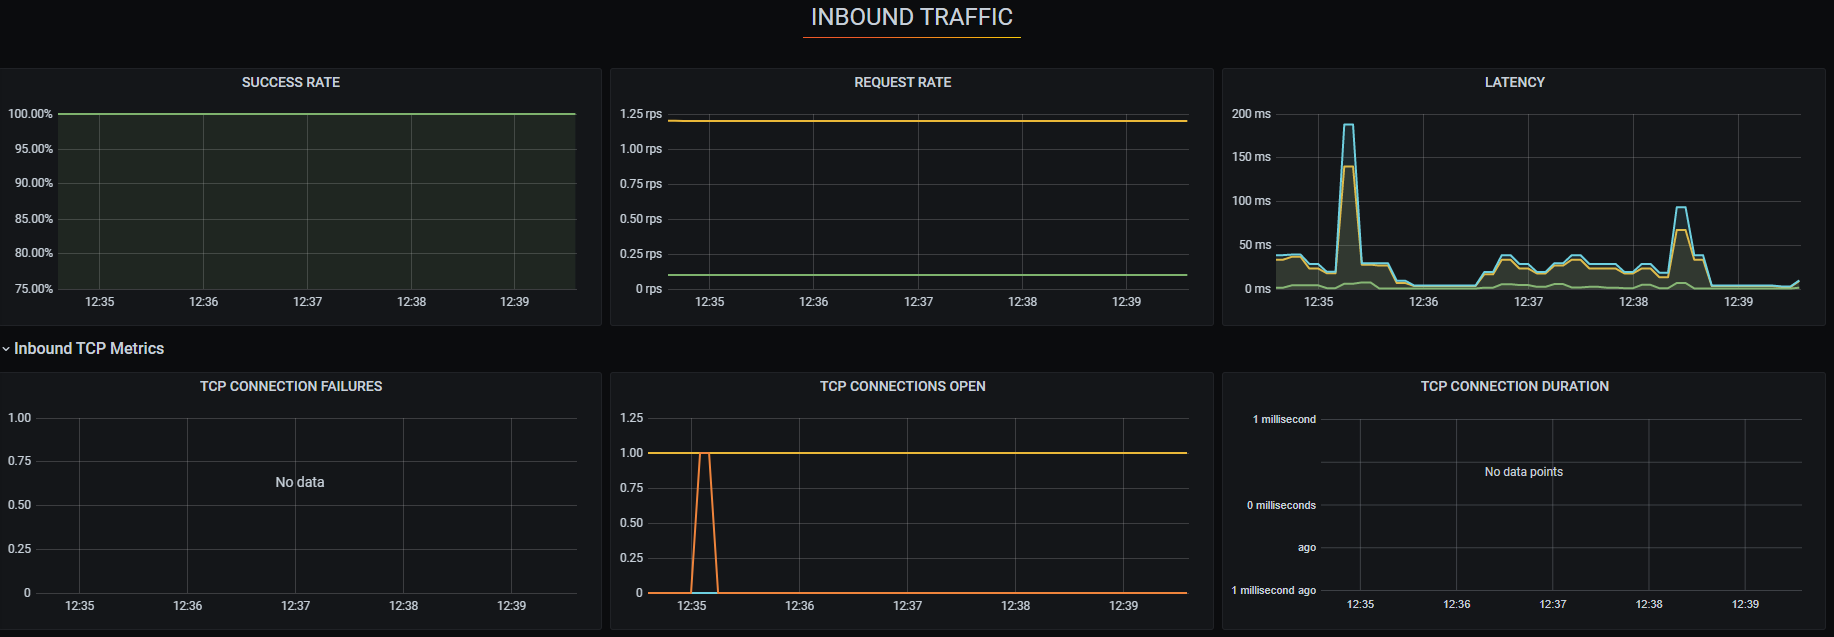 INBOUND TRAFFIC
SUCCESS RATE
100.00%
95.00%
90.00%
85.00%
80.00%
75.00%
12:35 12:36 12:37 12:38 12:39
REQUEST RATE
1.25 rps
1.00 rps
0.75 rps
0.50 rps
0.25 rps
0 rps
12:35 12:36 12:37 12:38 12:39
LATENCY
200 ms
150 ms
100 ms
50 ms
0 ms
12:35 12:36 12:37 12:38 12:39
Inbound TCP Metrics
TCP CONNECTION FAILURES
1.00
0.75
No data
0.50
0.25
0
12:35 12:36 12:37 12:38 12:39
TCP CONNECTIONS OPEN
1.25
1.00
0.75
0.50
0.25
0
12:35 12:36 12:37 12:38 12:39
TCP CONNECTION DURATION
1 millisecond
No data points
0 milliseconds
ago
1 millisecond ago
12:35 12:36 12:37 12:38 12:39